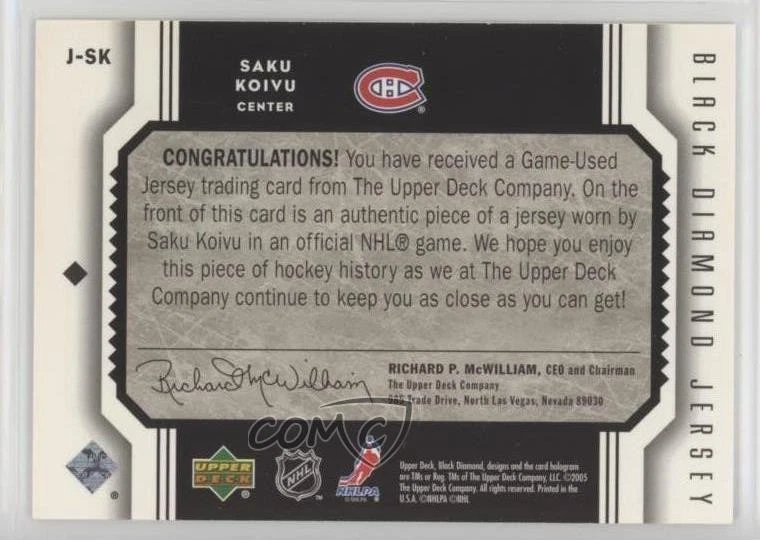 J-SK
SAKU
KOIVU
CENTER
CH
®
BLACK DIAMOND JERSEY
CONGRATULATIONS! You have received a Game-Used
Jersey trading card from The Upper Deck Company. On the
front of this card is an authentic piece of a jersey worn by
Saku Koivu in an official NHL® game. We hope you enjoy
this piece of hockey history as we at The Upper Deck
Company continue to keep you as close as you can get!
Richard McWilliam
RICHARD P. McWILLIAM, CEO and Chairman
The Upper Deck Company
985 Trade Drive, North Las Vegas, Nevada 89030
COMC
®
UPPER
DECK
®
NHL
TM
NHLPA
®
Upper Deck, Black Diamond, designs and the card hologram
are TMs or Reg. TMs of The Upper Deck Company, LLC. ©2005
The Upper Deck Company. All rights reserved. Printed in the
U.S.A. ©NHLPA ©NHL